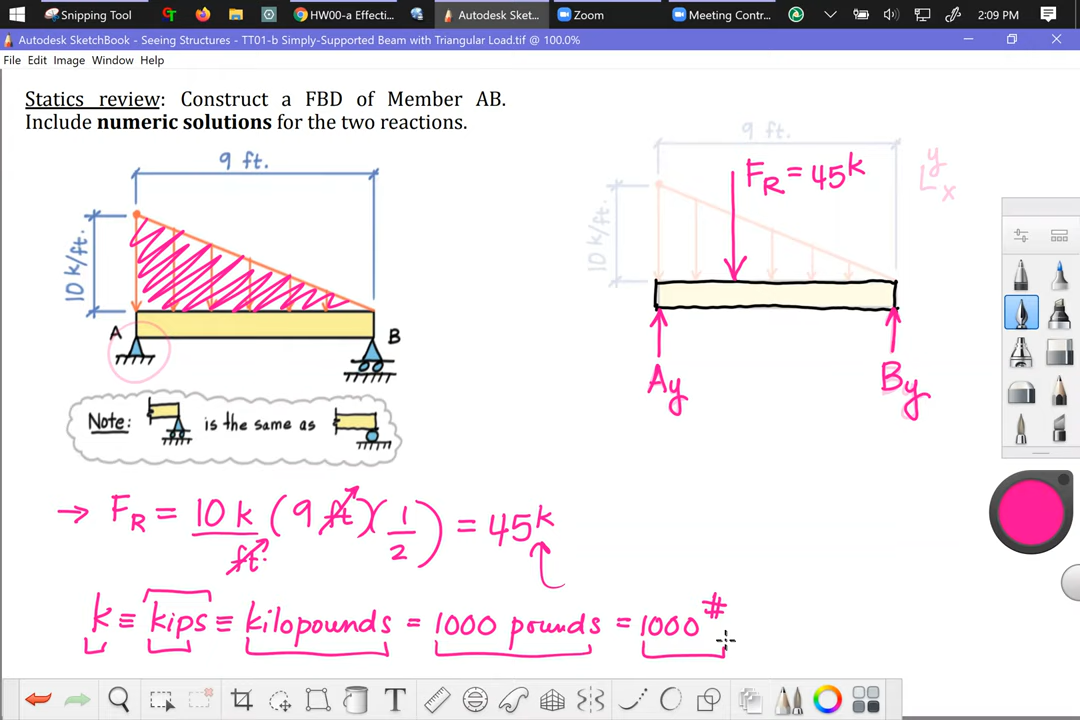 Snipping Tool
HW00-a Effecti...
Autodesk Sket...
Zoom
Meeting Contr...
2:09 PM
Autodesk SketchBook - Seeing Structures - TT01-b Simply-Supported Beam with Triangular Load.tif @ 100.0%
File Edit Image Window Help
Statics review: Construct a FBD of Member AB.
Include numeric solutions for the two reactions.
9 ft.
10 k/ft.
A
B
Note: is the same as
9 ft.
10 k/ft.
F_R = 45k
y
x
Ay
By
→ F_R = 10 k/ft. (9 ft)(1/2) = 45k
k ≡ kips ≡ kilopounds = 1000 pounds = 1000 #